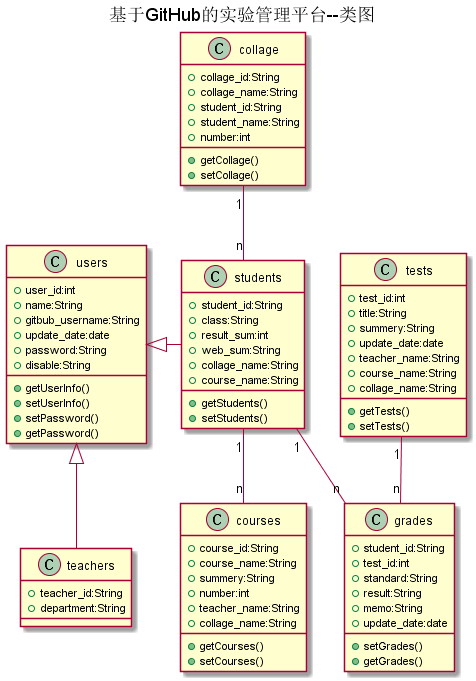 基于GitHub的实验管理平台--类图
C collage
collage_id:String
collage_name:String
student_id:String
student_name:String
number:int
getCollage()
setCollage()
1
n
C users
user_id:int
name:String
gitbub_username:String
update_date:date
password:String
disable:String
getUserInfo()
setUserInfo()
setPassword()
getPassword()
C students
student_id:String
class:String
result_sum:int
web_sum:String
collage_name:String
course_name:String
getStudents()
setStudents()
C tests
test_id:int
title:String
summery:String
update_date:date
teacher_name:String
course_name:String
collage_name:String
getTests()
setTests()
1
n
1
n
1
n
C teachers
teacher_id:String
department:String
C courses
course_id:String
course_name:String
summery:String
number:int
teacher_name:String
collage_name:String
getCourses()
setCourses()
C grades
student_id:String
test_id:int
standard:String
result:String
memo:String
update_date:date
setGrades()
getGrades()